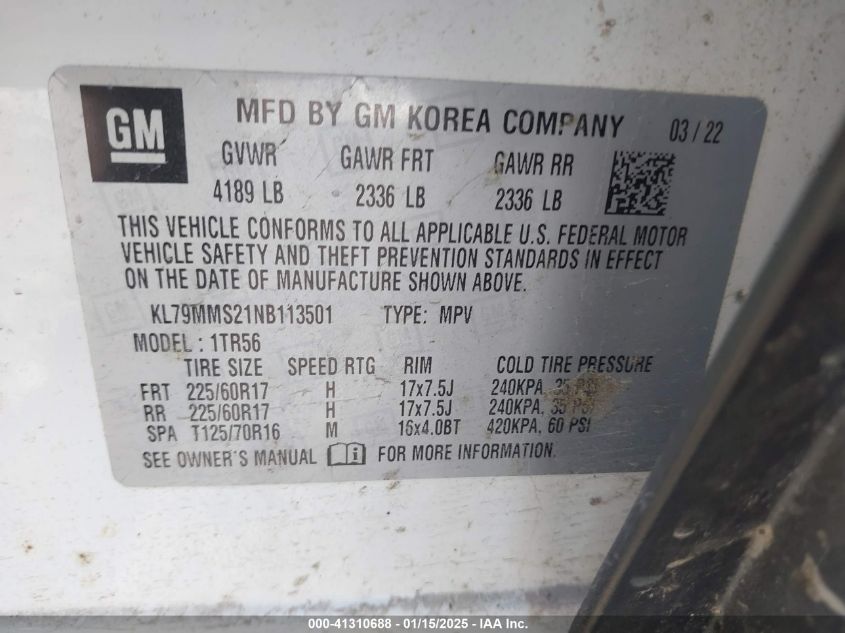 GM
MFD BY GM KOREA COMPANY 03 / 22
GVWR GAWR FRT GAWR RR
4189 LB 2336 LB 2336 LB
THIS VEHICLE CONFORMS TO ALL APPLICABLE U.S. FEDERAL MOTOR
VEHICLE SAFETY AND THEFT PREVENTION STANDARDS IN EFFECT
ON THE DATE OF MANUFACTURE SHOWN ABOVE.
KL79MMS21NB113501 TYPE: MPV
MODEL: 1TR56
TIRE SIZE SPEED RTG RIM COLD TIRE PRESSURE
FRT 225/60R17 H 17x7.5J 240KPA, 35 PSI
RR 225/60R17 H 17x7.5J 240KPA, 35 PSI
SPA T125/70R16 M 16x4.0BT 420KPA, 60 PSI
SEE OWNER'S MANUAL i FOR MORE INFORMATION.
000-41310688 - 01/15/2025 - IAA Inc.